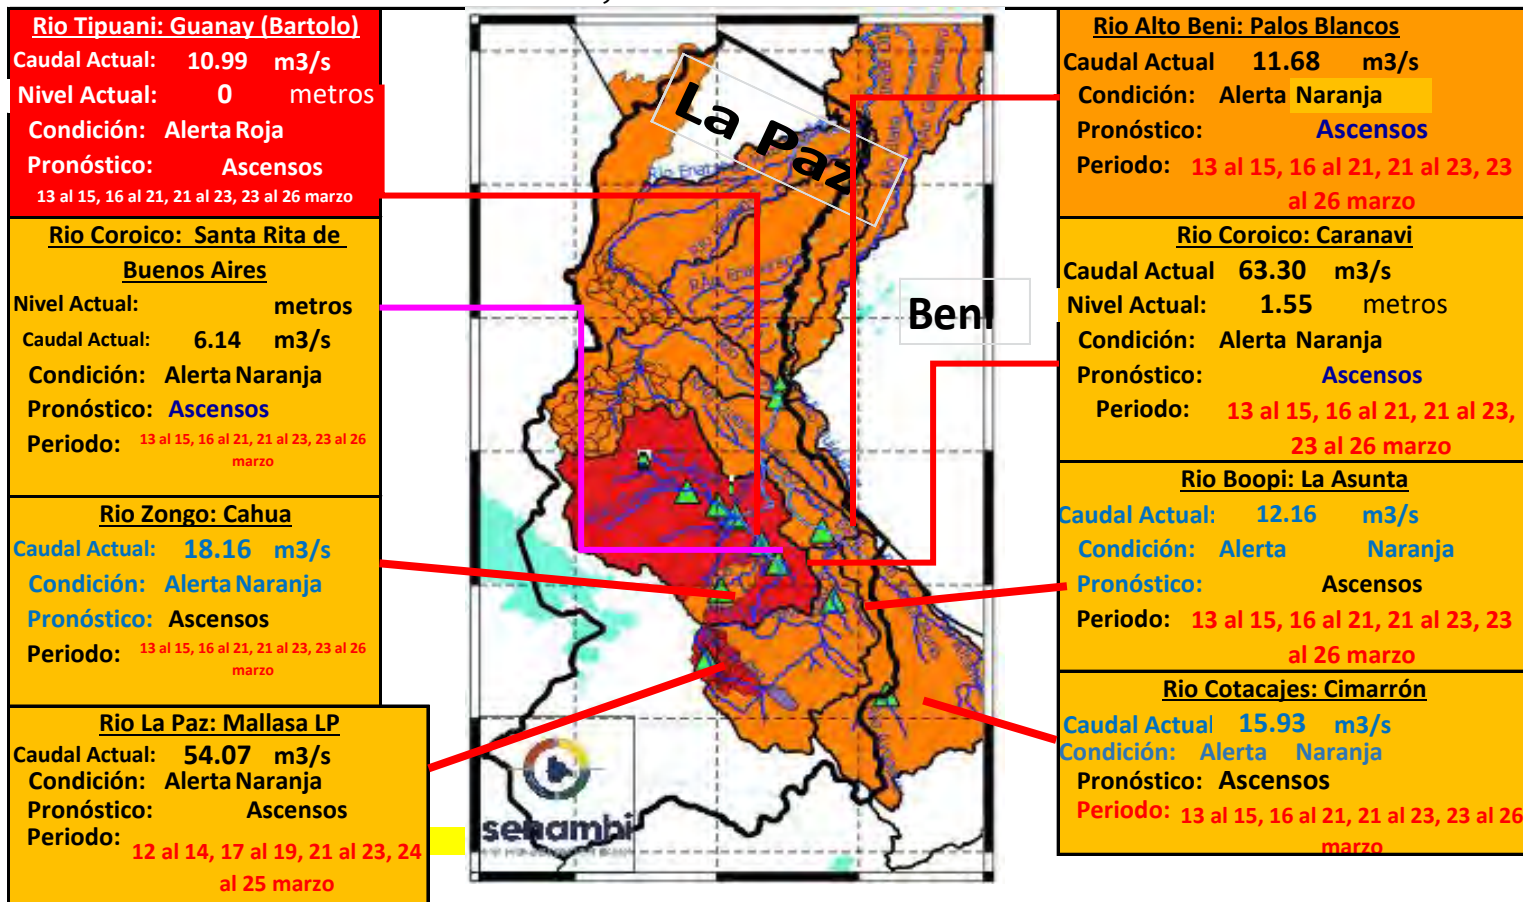 Rio Tipuani: Guanay (Bartolo)
Caudal Actual: 10.99 m3/s
Nivel Actual: 0 metros
Condición: Alerta Roja
Pronóstico: Ascensos
13 al 15, 16 al 21, 21 al 23, 23 al 26 marzo
Rio Coroico: Santa Rita de
Buenos Aires
Nivel Actual: metros
Caudal Actual: 6.14 m3/s
Condición: Alerta Naranja
Pronóstico: Ascensos
Periodo: 13 al 15, 16 al 21, 21 al 23, 23 al 26
marzo
Rio Zongo: Cahua
Caudal Actual: 18.16 m3/s
Condición: Alerta Naranja
Pronóstico: Ascensos
Periodo: 13 al 15, 16 al 21, 21 al 23, 23 al 26
marzo
Rio La Paz: Mallasa LP
Caudal Actual: 54.07 m3/s
Condición: Alerta Naranja
Pronóstico: Ascensos
Periodo:
12 al 14, 17 al 19, 21 al 23, 24
al 25 marzo
La Paz
Beni
senamhi
Rio Alto Beni: Palos Blancos
Caudal Actual 11.68 m3/s
Condición: Alerta Naranja
Pronóstico: Ascensos
Periodo: 13 al 15, 16 al 21, 21 al 23, 23
al 26 marzo
Rio Coroico: Caranavi
Caudal Actual 63.30 m3/s
Nivel Actual: 1.55 metros
Condición: Alerta Naranja
Pronóstico: Ascensos
Periodo: 13 al 15, 16 al 21, 21 al 23,
23 al 26 marzo
Rio Boopi: La Asunta
Caudal Actual: 12.16 m3/s
Condición: Alerta Naranja
Pronóstico: Ascensos
Periodo: 13 al 15, 16 al 21, 21 al 23, 23
al 26 marzo
Rio Cotacajes: Cimarrón
Caudal Actual 15.93 m3/s
Condición: Alerta Naranja
Pronóstico: Ascensos
Periodo: 13 al 15, 16 al 21, 21 al 23, 23 al 26
marzo